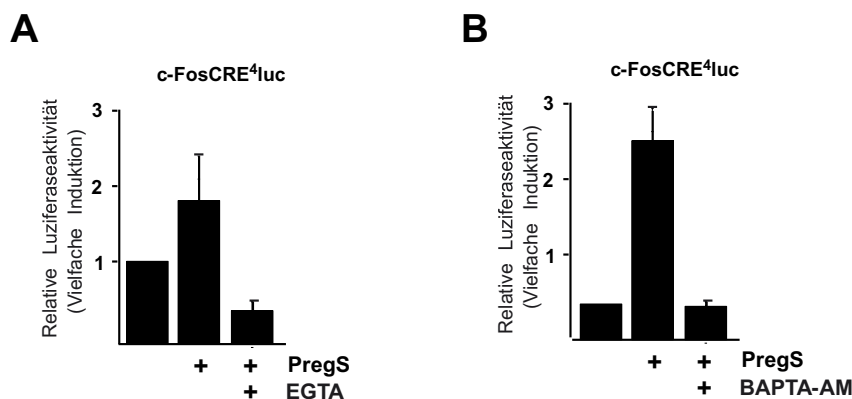 A
c-FosCRE⁴luc
Relative Luziferaseaktivität
(Vielfache Induktion)
3
2
1
+ + PregS
+ EGTA
B
c-FosCRE⁴luc
Relative Luziferaseaktivität
(Vielfache Induktion)
3
2
1
+ + PregS
+ BAPTA-AM